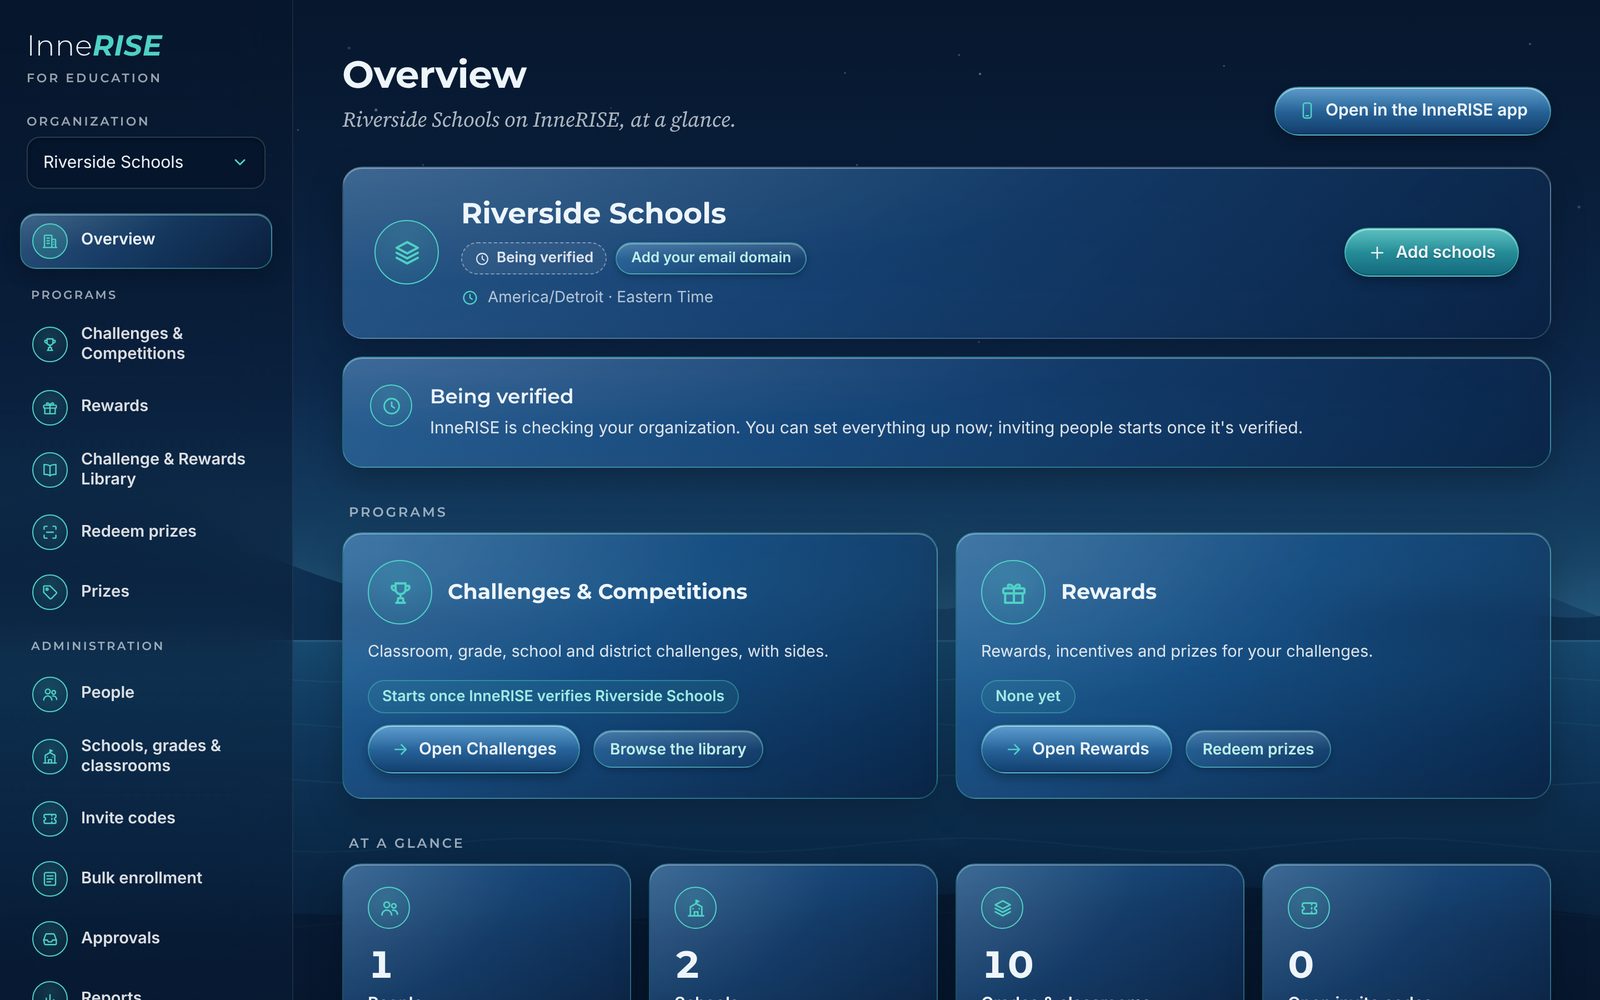 InneRISE
FOR EDUCATION
ORGANIZATION
Riverside Schools
Overview
PROGRAMS
Challenges &
Competitions
Rewards
Challenge & Rewards
Library
Redeem prizes
Prizes
ADMINISTRATION
People
Schools, grades &
classrooms
Invite codes
Bulk enrollment
Approvals
Reports
Overview
Riverside Schools on InneRISE, at a glance.
Open in the InneRISE app
Riverside Schools
Being verified
Add your email domain
America/Detroit · Eastern Time
Add schools
Being verified
InneRISE is checking your organization. You can set everything up now; inviting people starts once it's verified.
PROGRAMS
Challenges & Competitions
Classroom, grade, school and district challenges, with sides.
Starts once InneRISE verifies Riverside Schools
Open Challenges
Browse the library
Rewards
Rewards, incentives and prizes for your challenges.
None yet
Open Rewards
Redeem prizes
AT A GLANCE
1
2
10
0